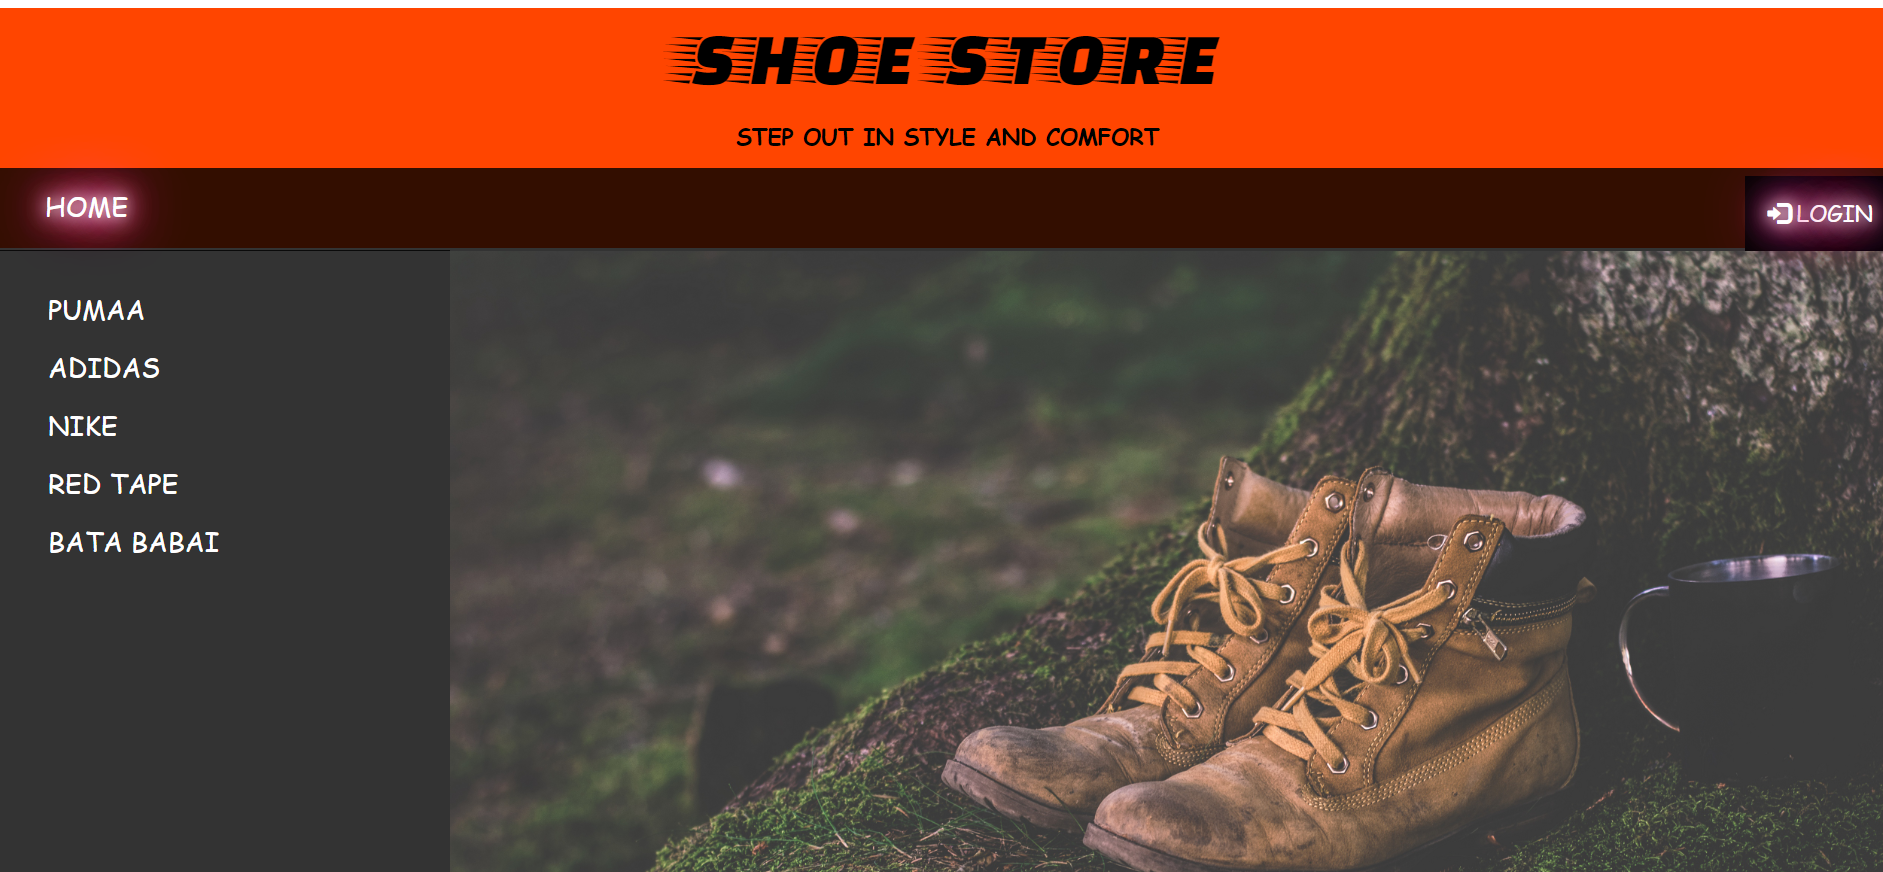 SHOE STORE
STEP OUT IN STYLE AND COMFORT
HOME
LOGIN
PUMAA
ADIDAS
NIKE
RED TAPE
BATA BABAI